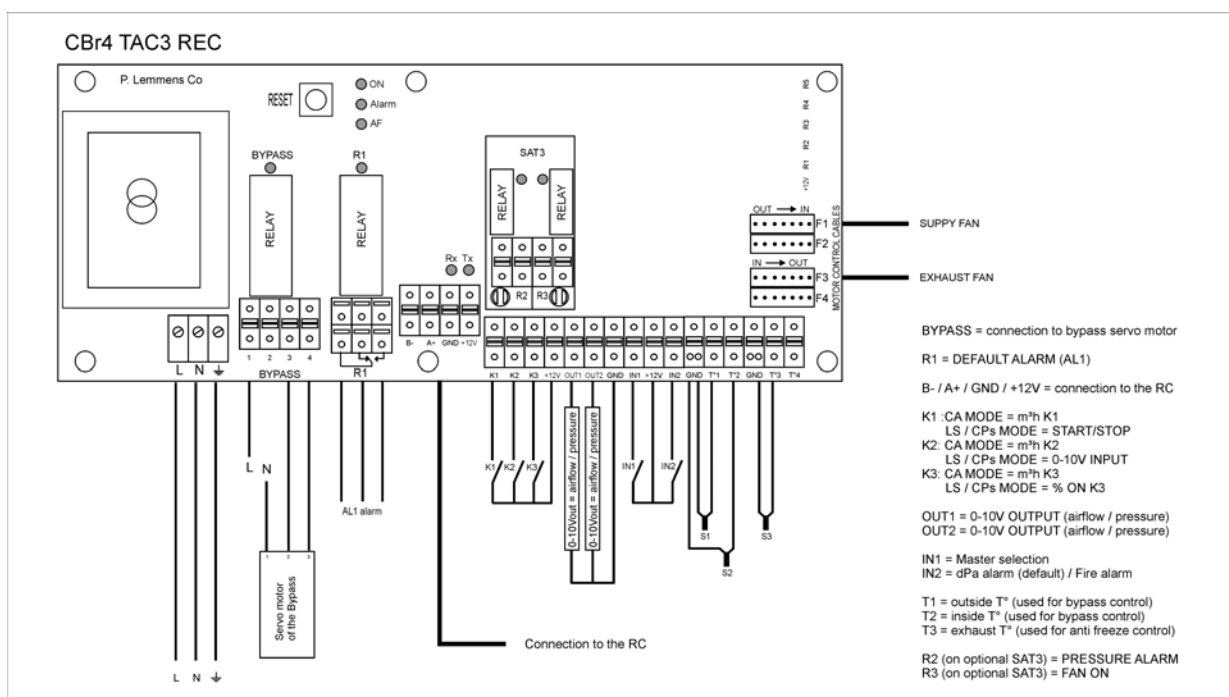 CBr4 TAC3 REC
P. Lemmens Co
RESET
ON
Alarm
AF
BYPASS
R1
RELAY
RELAY
SAT3
RELAY
RELAY
R2 R3
Rx Tx
R5
R4
R3
R2
R1
+12V
OUT → IN
F1
F2
IN → OUT
F3
F4
MOTOR CONTROL CABLES
SUPPY FAN
EXHAUST FAN
L N
1 2 3 4
BYPASS
R1
B- A+ GND +12V
K1 K2 K3 +12V OUT1 OUT2 GND IN1 +12V IN2 GND T°1 T°2 GND T°3 T°4
L
N
AL1 alarm
K1 K2 K3
0-10Vout = airflow / pressure
0-10Vout = airflow / pressure
IN1 IN2
S1
S2
S3
1 2 3
Servo motor
of the Bypass
Connection to the RC
L N
BYPASS = connection to bypass servo motor
R1 = DEFAULT ALARM (AL1)
B- / A+ / GND / +12V = connection to the RC
K1 :CA MODE = m³h K1
LS / CPs MODE = START/STOP
K2: CA MODE = m³h K2
LS / CPs MODE = 0-10V INPUT
K3: CA MODE = m³h K3
LS / CPs MODE = % ON K3
OUT1 = 0-10V OUTPUT (airflow / pressure)
OUT2 = 0-10V OUTPUT (airflow / pressure)
IN1 = Master selection
IN2 = dPa alarm (default) / Fire alarm
T1 = outside T° (used for bypass control)
T2 = inside T° (used for bypass control)
T3 = exhaust T° (used for anti freeze control)
R2 (on optional SAT3) = PRESSURE ALARM
R3 (on optional SAT3) = FAN ON